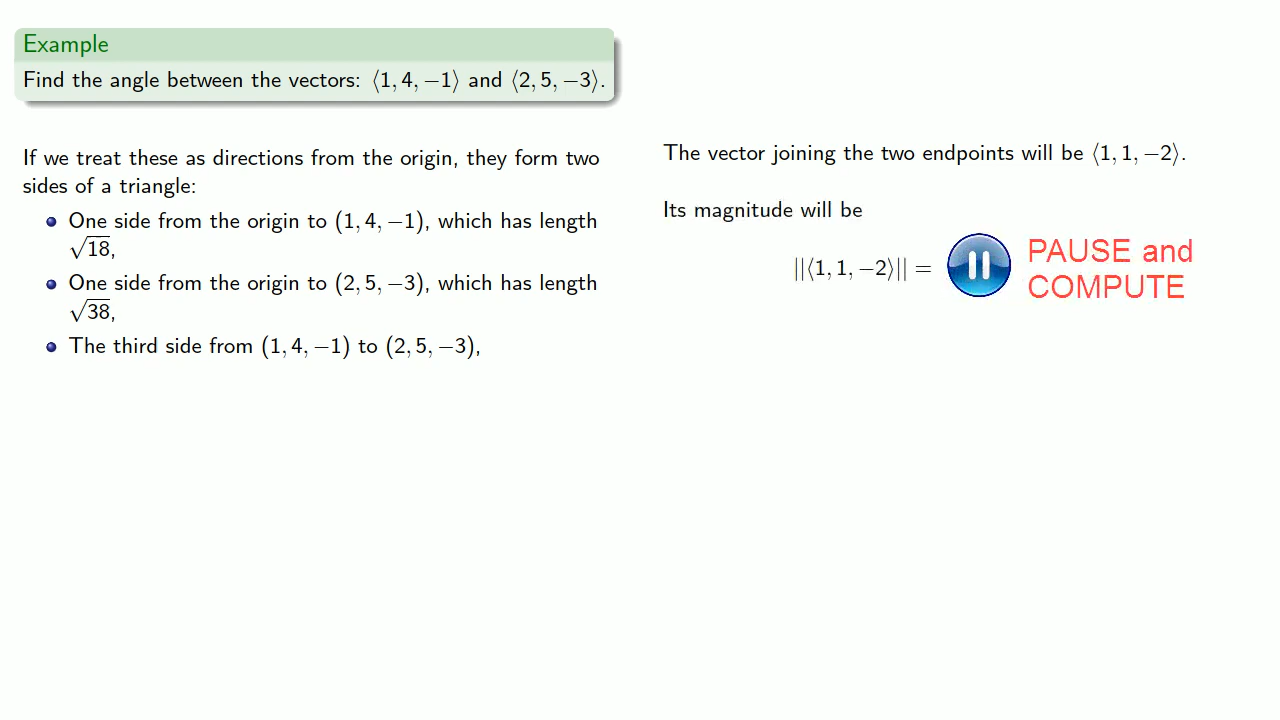 Example
Find the angle between the vectors: ⟨1, 4, −1⟩ and ⟨2, 5, −3⟩.
If we treat these as directions from the origin, they form two
sides of a triangle:
One side from the origin to (1, 4, −1), which has length
√18,
One side from the origin to (2, 5, −3), which has length
√38,
The third side from (1, 4, −1) to (2, 5, −3),
The vector joining the two endpoints will be ⟨1, 1, −2⟩.
Its magnitude will be
||⟨1, 1, −2⟩|| =
PAUSE and
COMPUTE